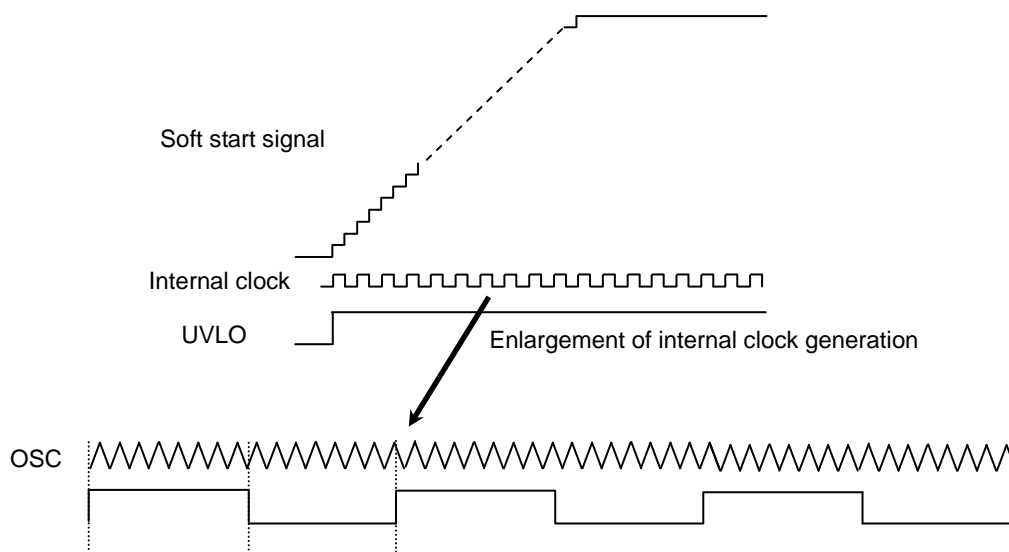 Soft start signal
Internal clock
UVLO
Enlargement of internal clock generation
OSC